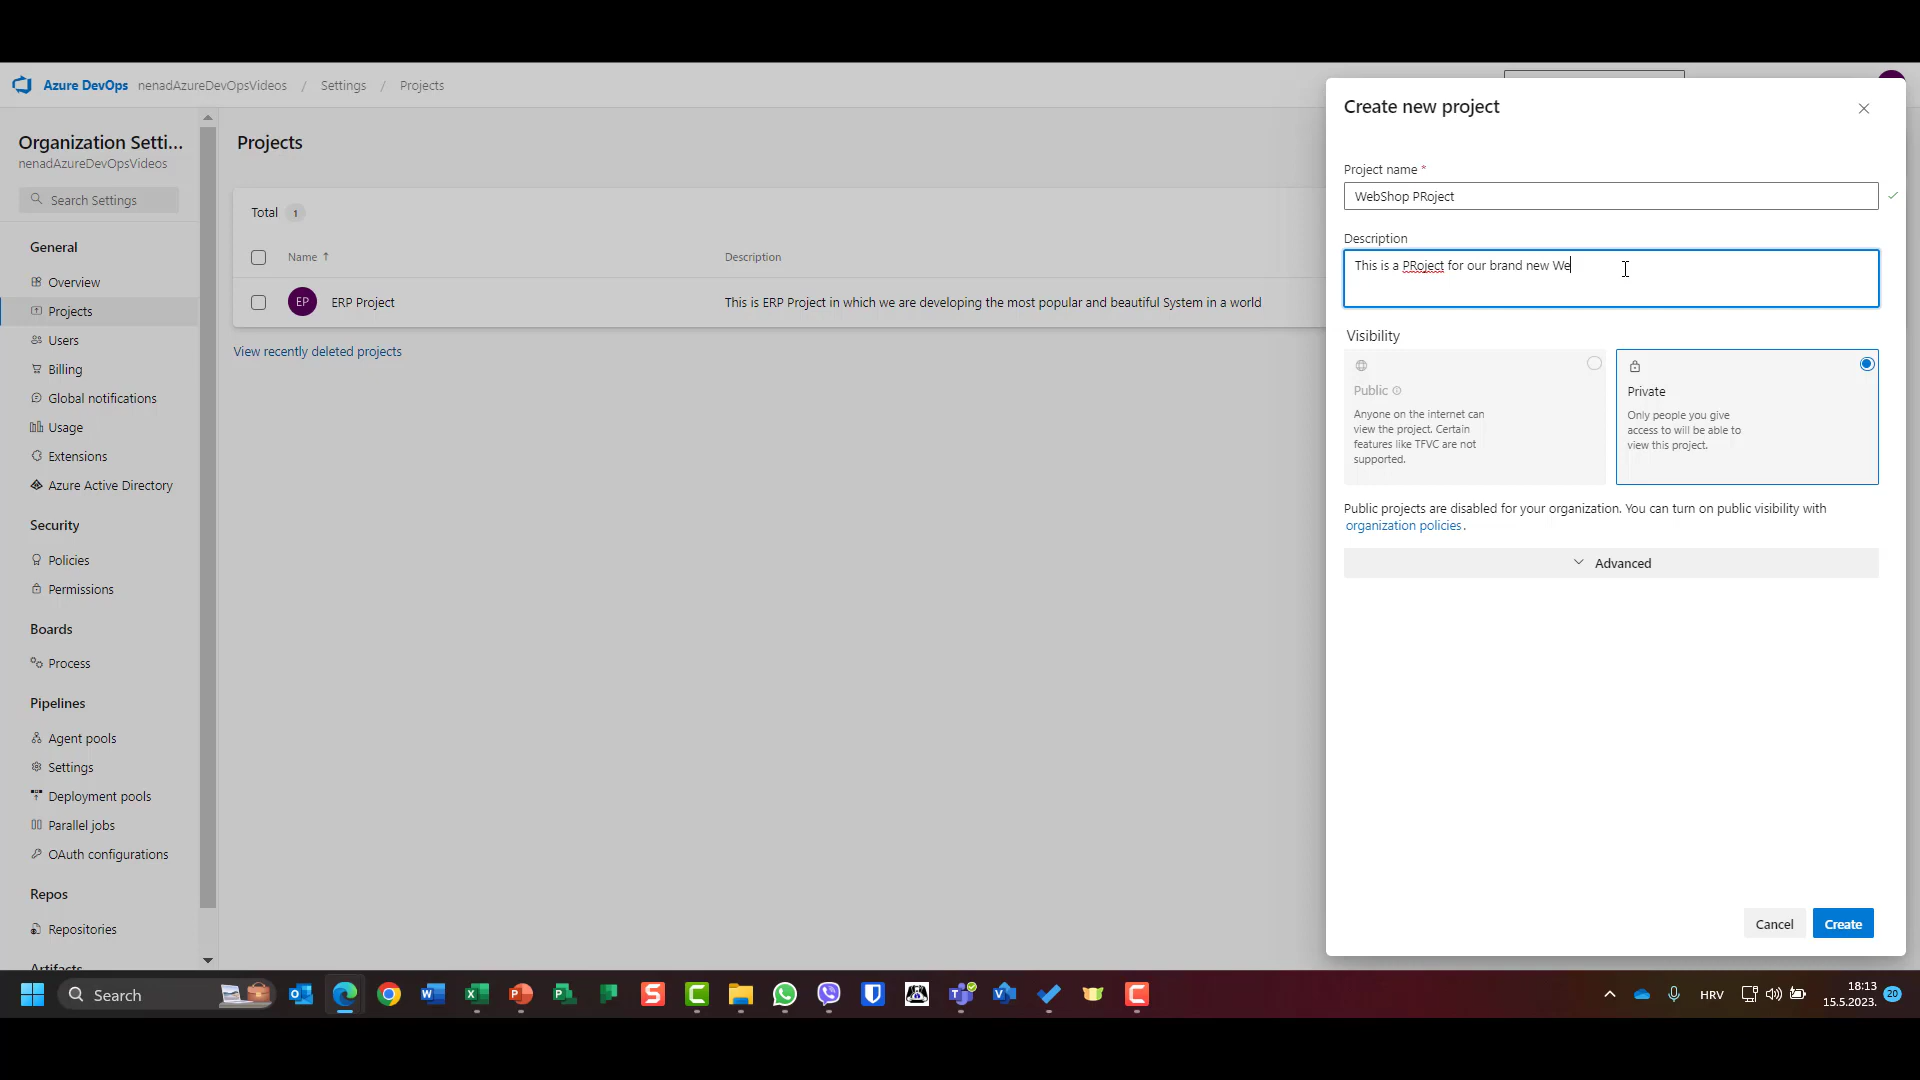 Azure DevOps nenadAzureDevOpsVideos / Settings / Projects
Organization Setti...
nenadAzureDevOpsVideos
Search Settings
General
Overview
Projects
Users
Billing
Global notifications
Usage
Extensions
Azure Active Directory
Security
Policies
Permissions
Boards
Process
Pipelines
Agent pools
Settings
Deployment pools
Parallel jobs
OAuth configurations
Repos
Repositories
Artifacts
Projects
Total 1
Name ↑ Description
EP ERP Project This is ERP Project in which we are developing the most popular and beautiful System in a world
View recently deleted projects
Create new project
Project name *
WebShop PRoject
Description
This is a PRoject for our brand new We
Visibility
Public
Anyone on the internet can
view the project. Certain
features like TFVC are not
supported.
Private
Only people you give
access to will be able to
view this project.
Public projects are disabled for your organization. You can turn on public visibility with
organization policies.
Advanced
Cancel Create
Search
HRV
18:13
15.5.2023.
20